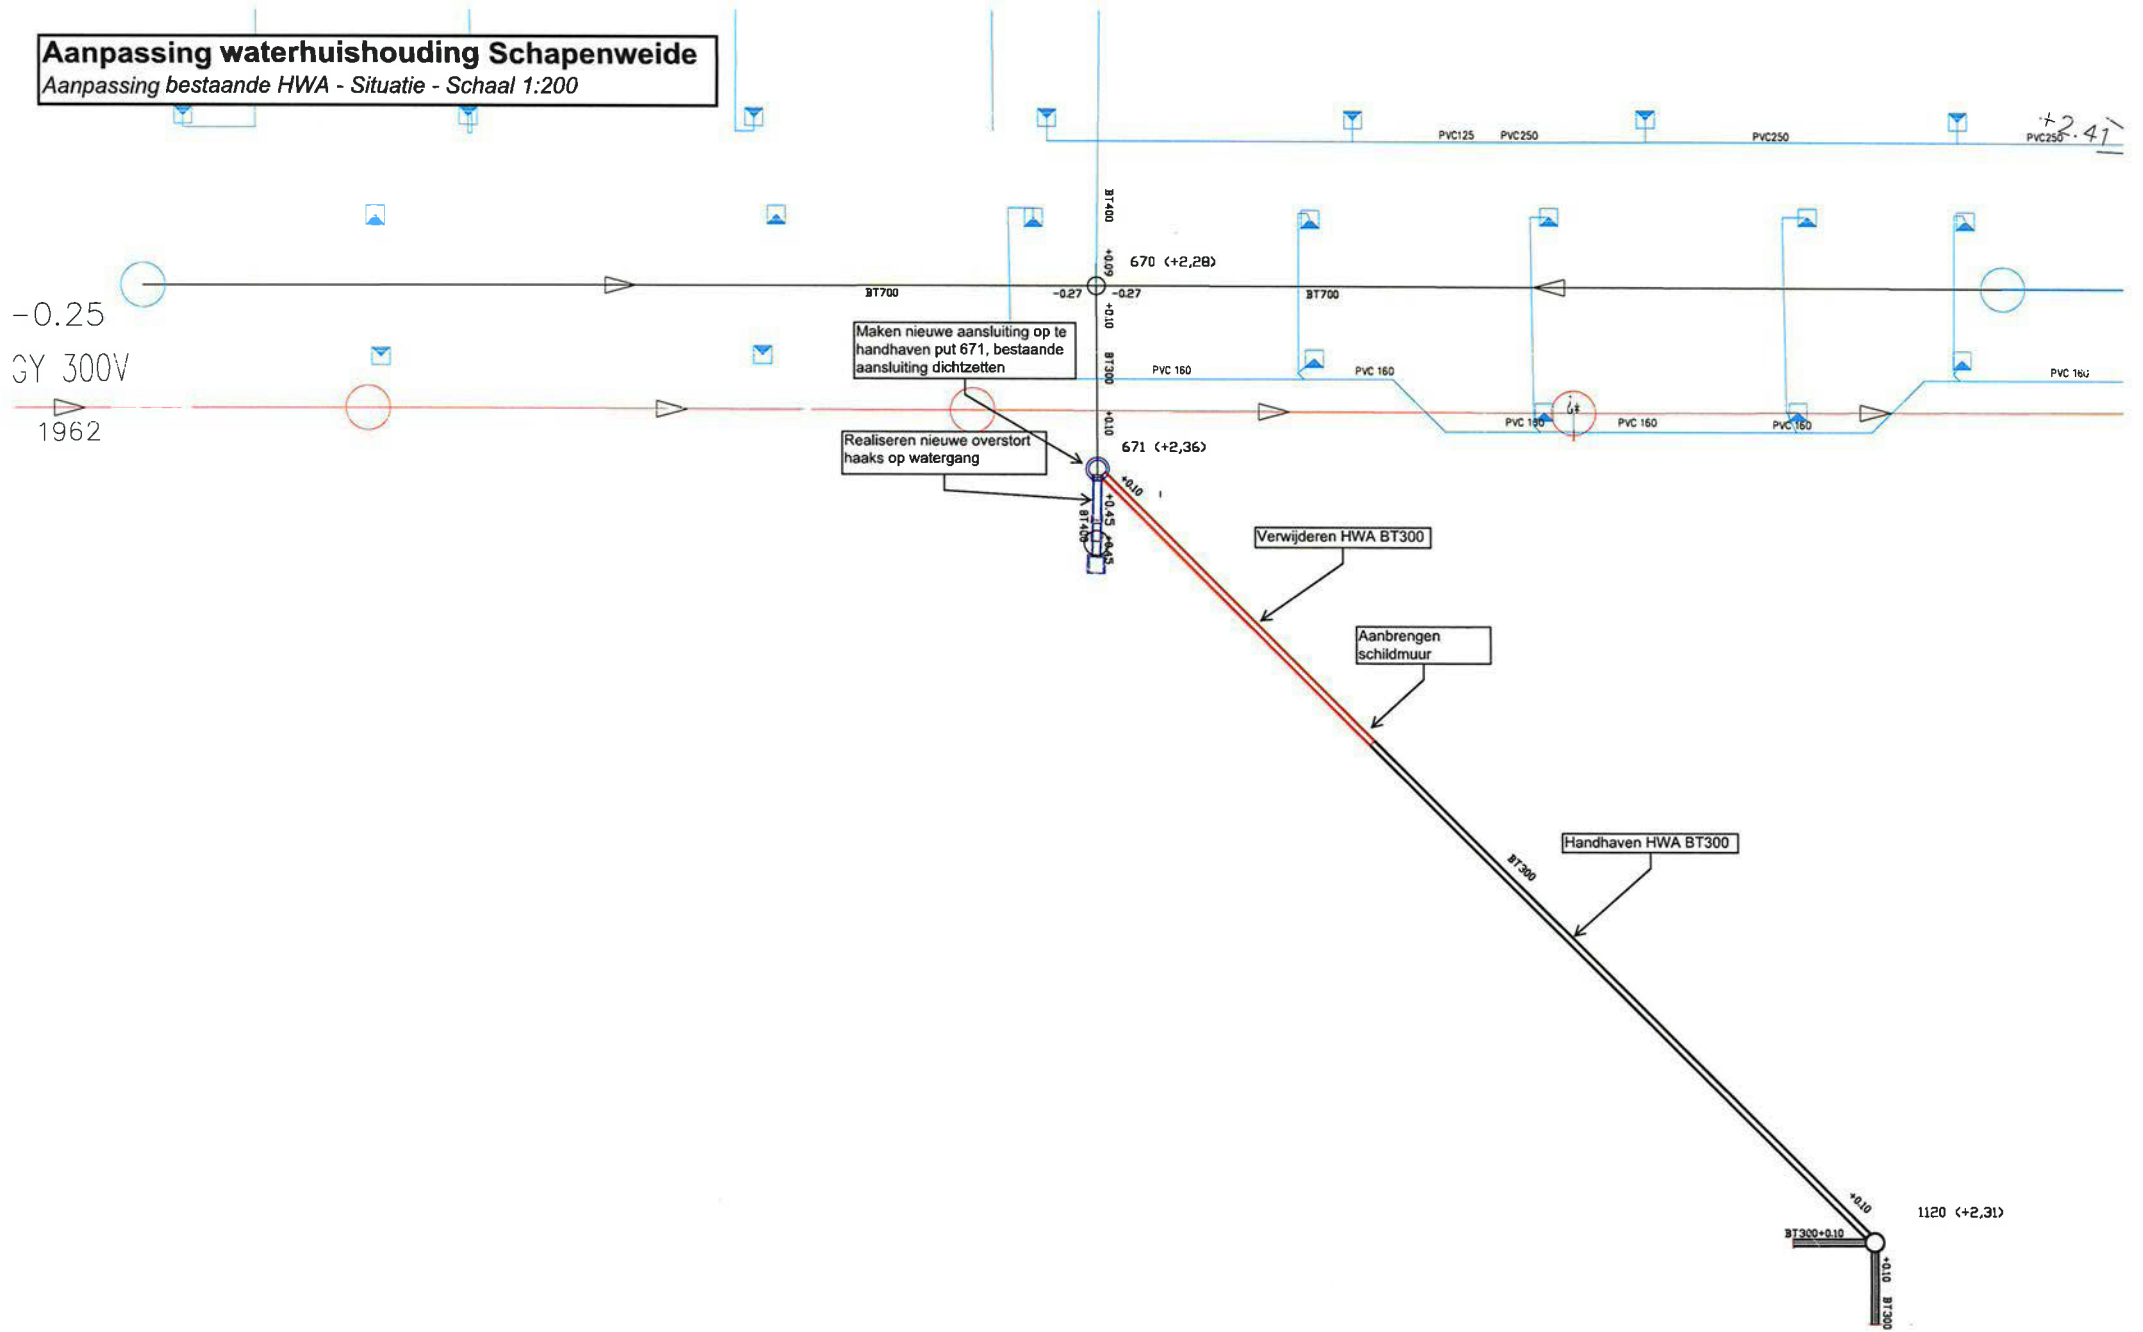 Aanpassing waterhuishouding Schapenweide
Aanpassing bestaande HWA - Situatie - Schaal 1:200
PVC125
PVC250
PVC250
PVC250
+2.41
BT400
+0.09
670 (+2,28)
BT700
-0.27
-0.27
BT700
+0.10
-0.25
GY 300V
1962
Maken nieuwe aansluiting op te
handhaven put 671, bestaande
aansluiting dichtzetten
BT300
PVC 160
PVC 160
PVC 160
+0.10
PVC 160
PVC 160
PVC 160
Realiseren nieuwe overstort
haaks op watergang
671 (+2,36)
+0.10
+0.45
BT400
+0.45
Verwijderen HWA BT300
Aanbrengen
schildmuur
Handhaven HWA BT300
BT300
+0.10
1120 (+2,31)
BT300+0.10
+0.10
BT300